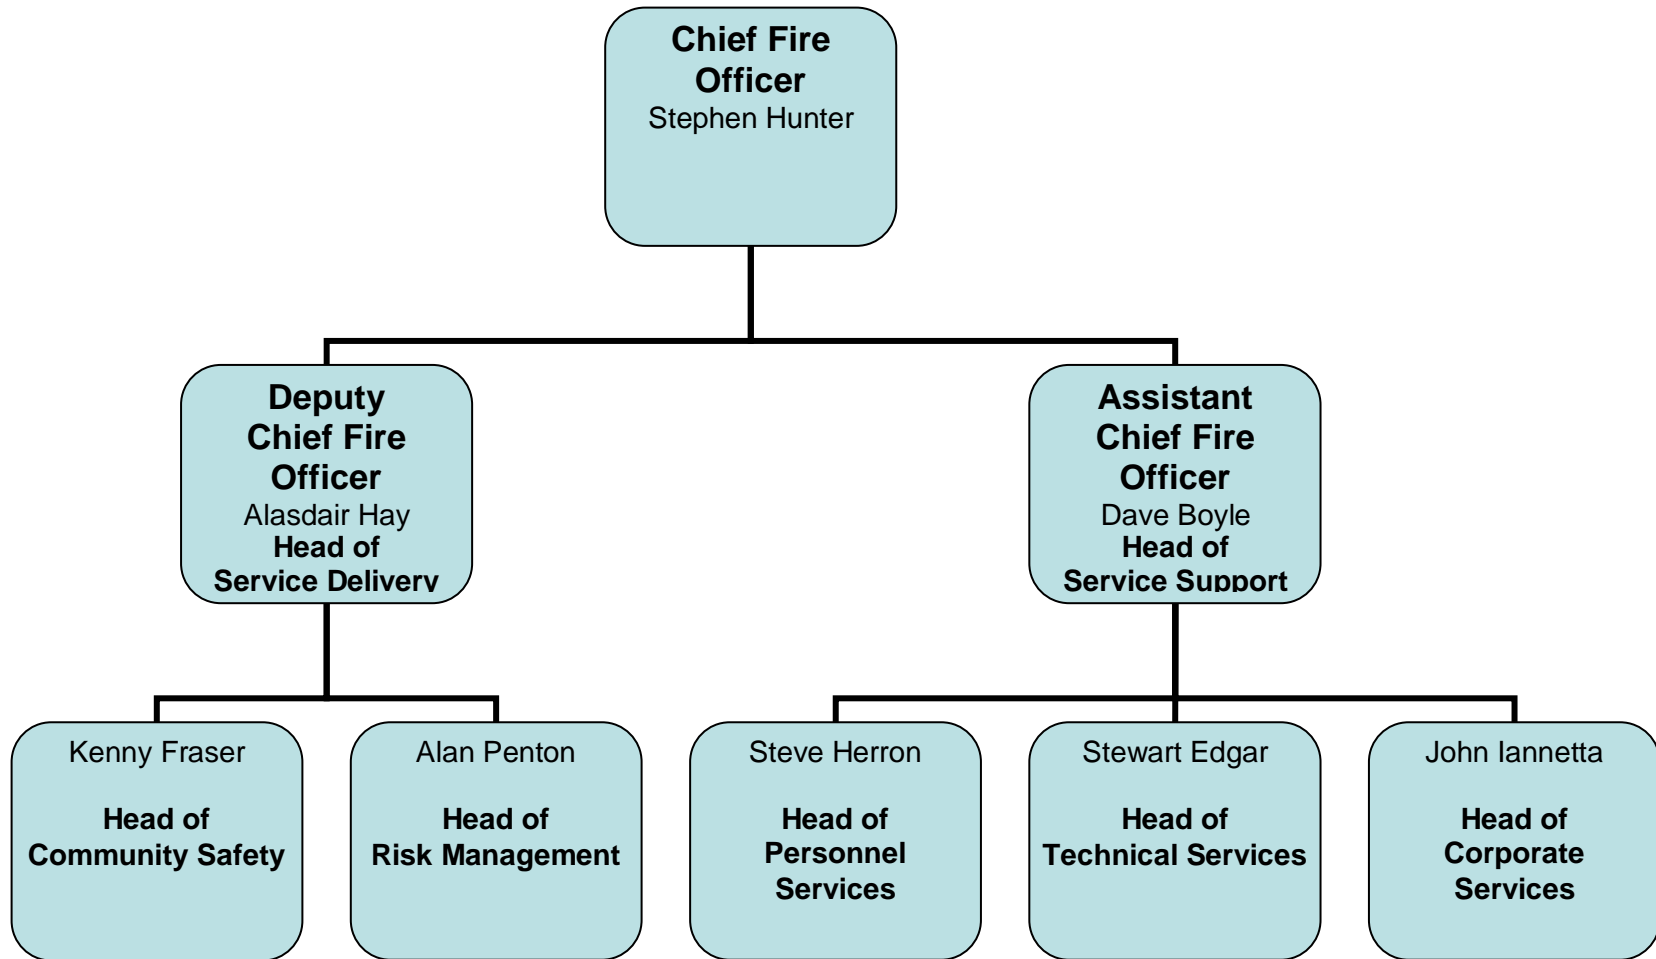 Chief Fire
Officer
Stephen Hunter
Deputy
Chief Fire
Officer
Alasdair Hay
Head of
Service Delivery
Assistant
Chief Fire
Officer
Dave Boyle
Head of
Service Support
Kenny Fraser
Head of
Community Safety
Alan Penton
Head of
Risk Management
Steve Herron
Head of
Personnel
Services
Stewart Edgar
Head of
Technical Services
John Iannetta
Head of
Corporate
Services